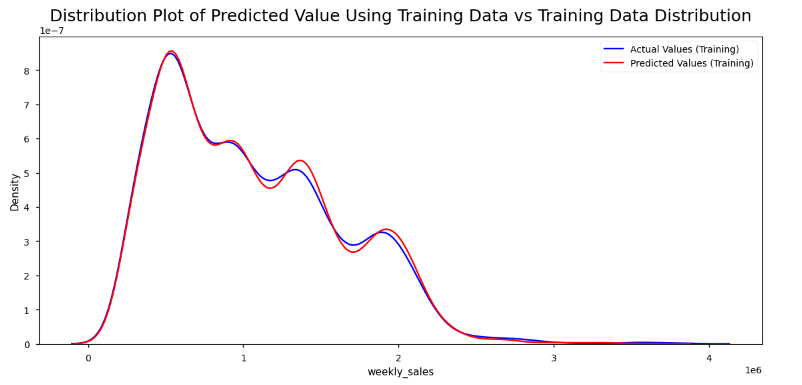 Distribution Plot of Predicted Value Using Training Data vs Training Data Distribution
1e−7
Actual Values (Training)
Predicted Values (Training)
8
7
6
5
4
3
2
1
0
Density
0 1 2 3 4
1e6
weekly_sales